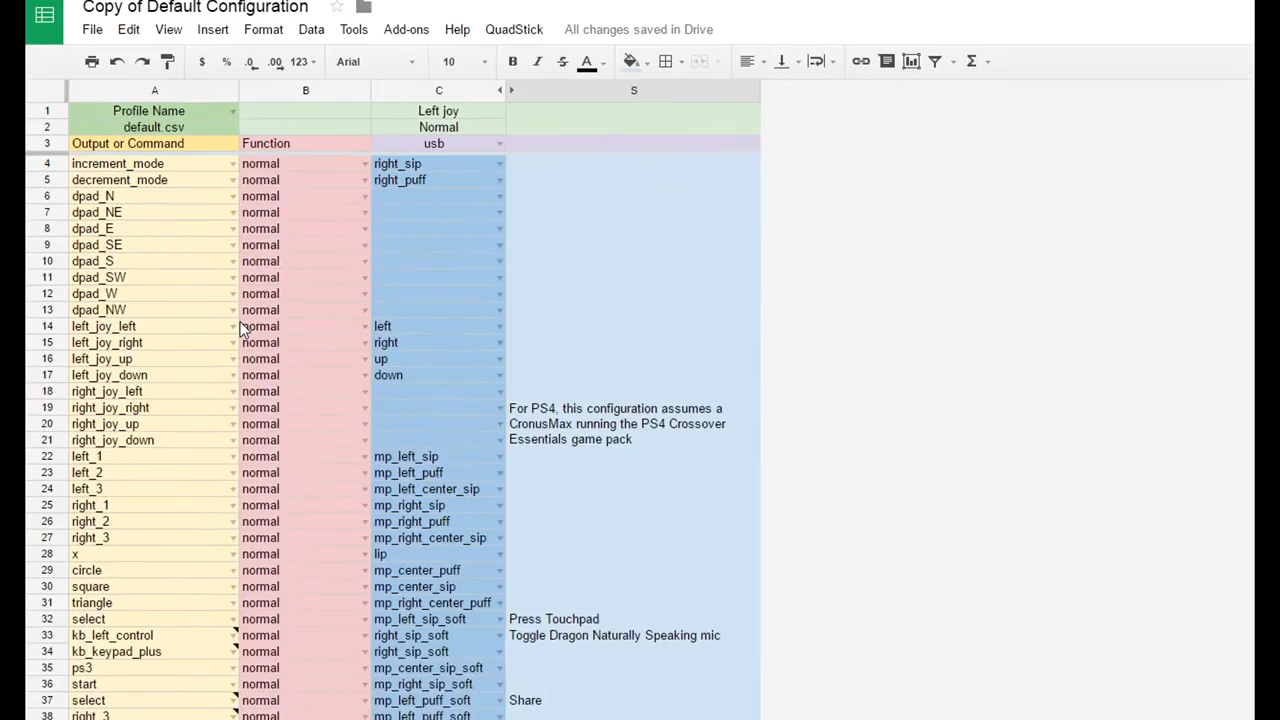 Copy of Default Configuration
File Edit View Insert Format Data Tools Add-ons Help QuadStick All changes saved in Drive
$ % .0 .00 123 Arial 10 B I S A Σ
A B C S
1 Profile Name Left joy
2 default.csv Normal
3 Output or Command Function usb
4 increment_mode normal right_sip
5 decrement_mode normal right_puff
6 dpad_N normal
7 dpad_NE normal
8 dpad_E normal
9 dpad_SE normal
10 dpad_S normal
11 dpad_SW normal
12 dpad_W normal
13 dpad_NW normal
14 left_joy_left normal left
15 left_joy_right normal right
16 left_joy_up normal up
17 left_joy_down normal down
18 right_joy_left normal
19 right_joy_right normal For PS4, this configuration assumes a
20 right_joy_up normal CronusMax running the PS4 Crossover
21 right_joy_down normal Essentials game pack
22 left_1 normal mp_left_sip
23 left_2 normal mp_left_puff
24 left_3 normal mp_left_center_sip
25 right_1 normal mp_right_sip
26 right_2 normal mp_right_puff
27 right_3 normal mp_right_center_sip
28 x normal lip
29 circle normal mp_center_puff
30 square normal mp_center_sip
31 triangle normal mp_right_center_puff
32 select normal mp_left_sip_soft Press Touchpad
33 kb_left_control normal right_sip_soft Toggle Dragon Naturally Speaking mic
34 kb_keypad_plus normal right_sip_soft
35 ps3 normal mp_center_sip_soft
36 start normal mp_right_sip_soft
37 select normal mp_left_puff_soft Share
38 right_3 normal mp_left_puff_soft